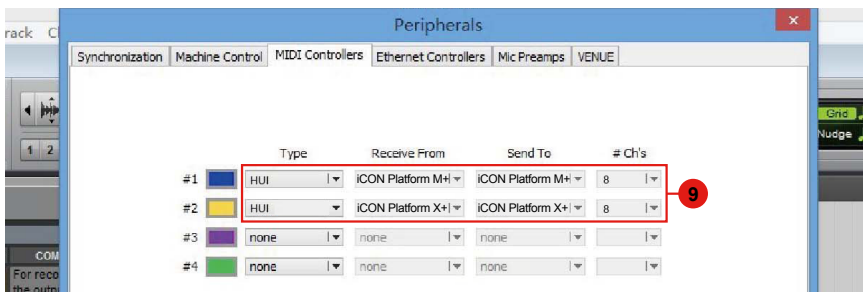 Peripherals
rack
Synchronization Machine Control MIDI Controllers Ethernet Controllers Mic Preamps VENUE
Grid
Nudge
1 2
Type Receive From Send To # Ch's
#1 HUI iCON Platform M+ iCON Platform M+ 8
9
#2 HUI iCON Platform X+ iCON Platform X+ 8
#3 none none none
#4 none none none
COM
For reco
the outp